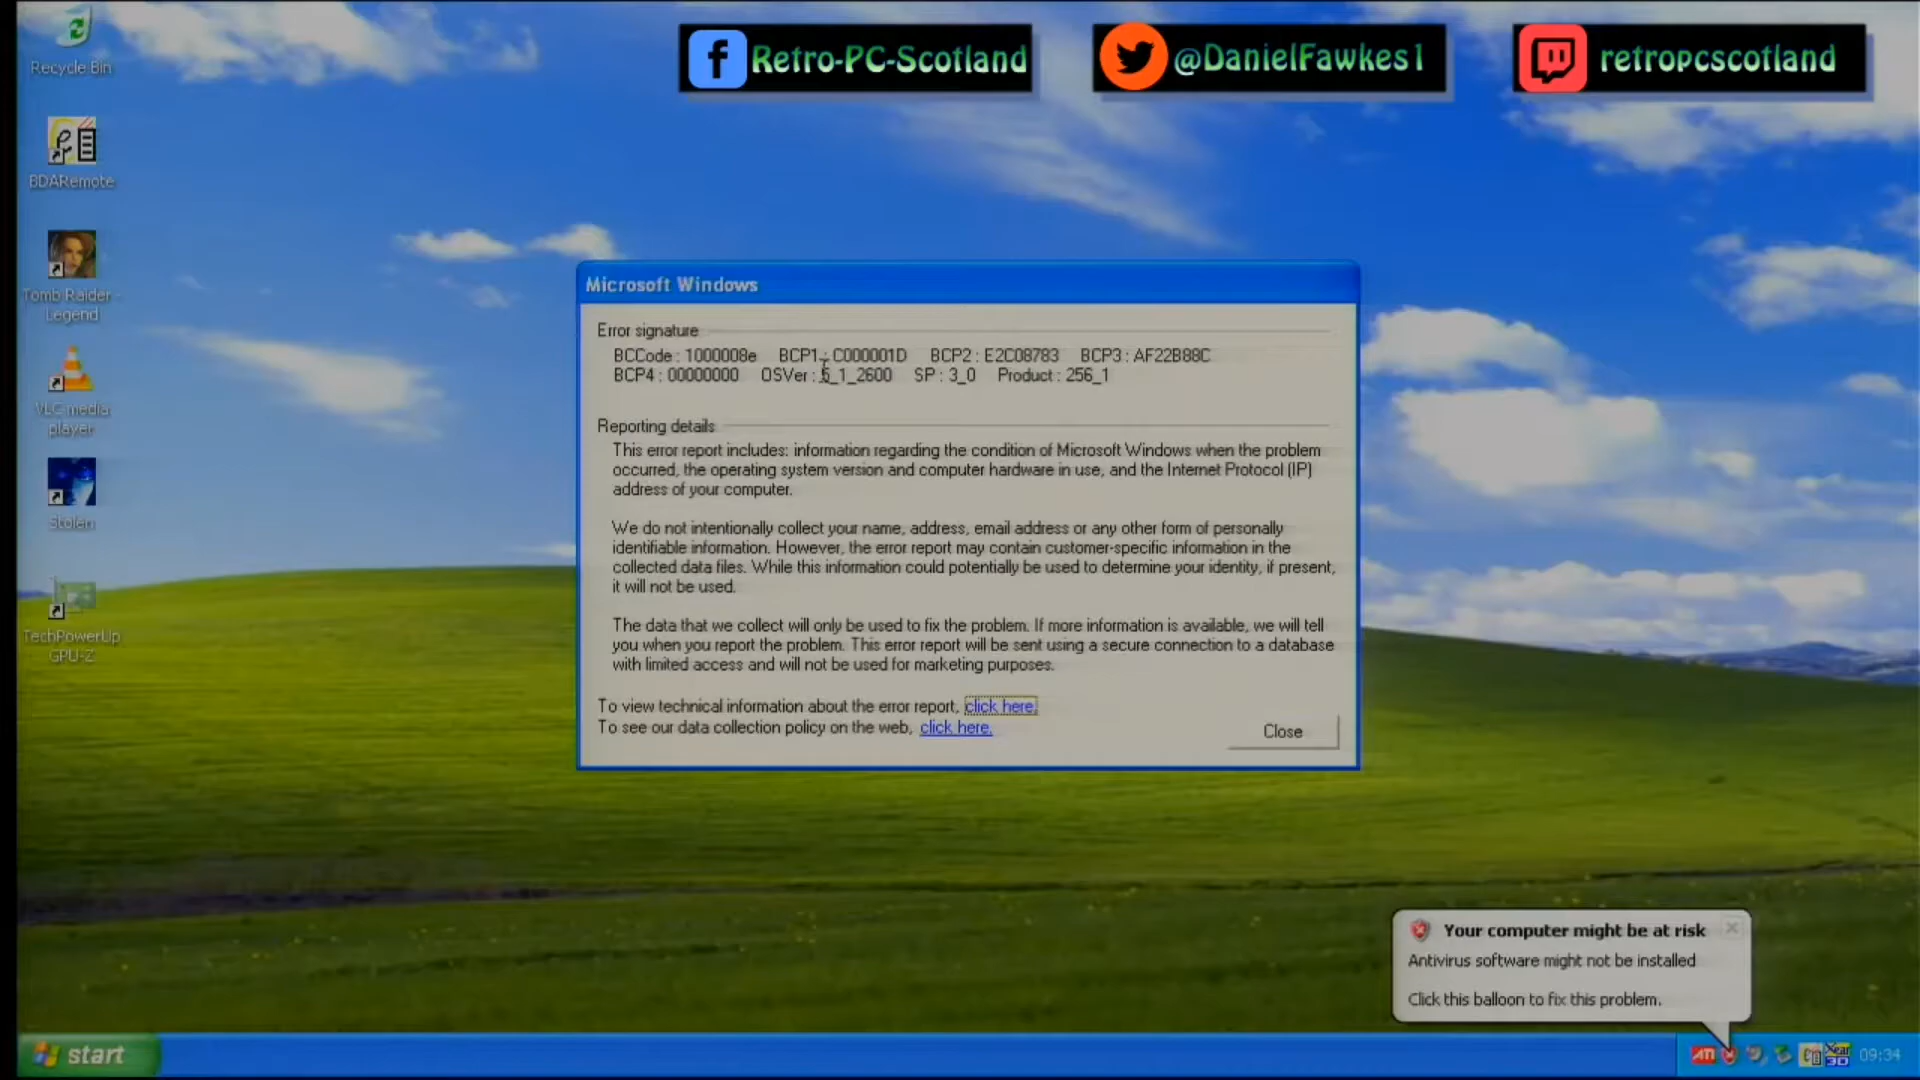 Recycle Bin
Retro-PC-Scotland
@DanielFawkes1
retropcscotland
BDARemote
Tomb Raider -
Legend
VLC media
player
Stolen
TechPowerUp
GPU-Z
Microsoft Windows
Error signature
BCCode : 1000008e BCP1 : C000001D BCP2 : E2C08783 BCP3 : AF22B88C
BCP4 : 00000000 OSVer : 5_1_2600 SP : 3_0 Product : 256_1
Reporting details
This error report includes: information regarding the condition of Microsoft Windows when the problem
occurred, the operating system version and computer hardware in use, and the Internet Protocol (IP)
address of your computer.
We do not intentionally collect your name, address, email address or any other form of personally
identifiable information. However, the error report may contain customer-specific information in the
collected data files. While this information could potentially be used to determine your identity, if present,
it will not be used.
The data that we collect will only be used to fix the problem. If more information is available, we will tell
you when you report the problem. This error report will be sent using a secure connection to a database
with limited access and will not be used for marketing purposes.
To view technical information about the error report, click here.
To see our data collection policy on the web, click here.
Close
Your computer might be at risk
Antivirus software might not be installed
Click this balloon to fix this problem.
start
ATI
Xear
3D
09:34